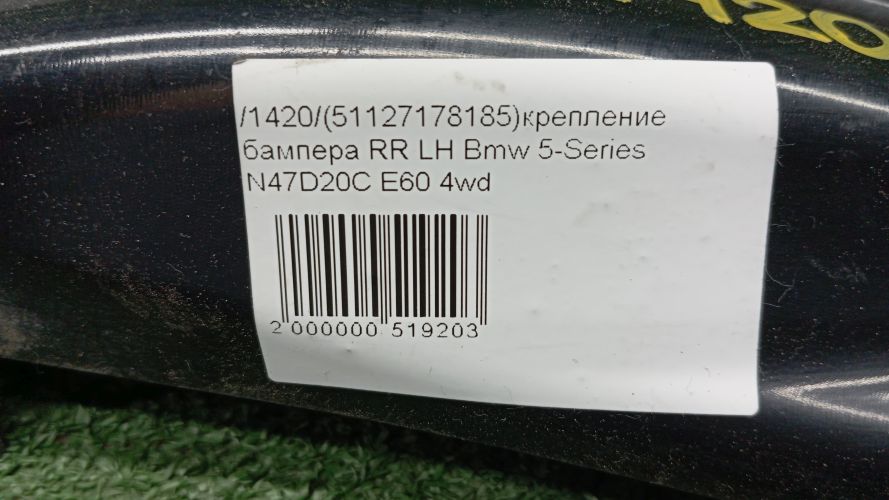 /1420/(51127178185)крепление
бампера RR LH Bmw 5-Series
N47D20C E60 4wd
2 000000 519203